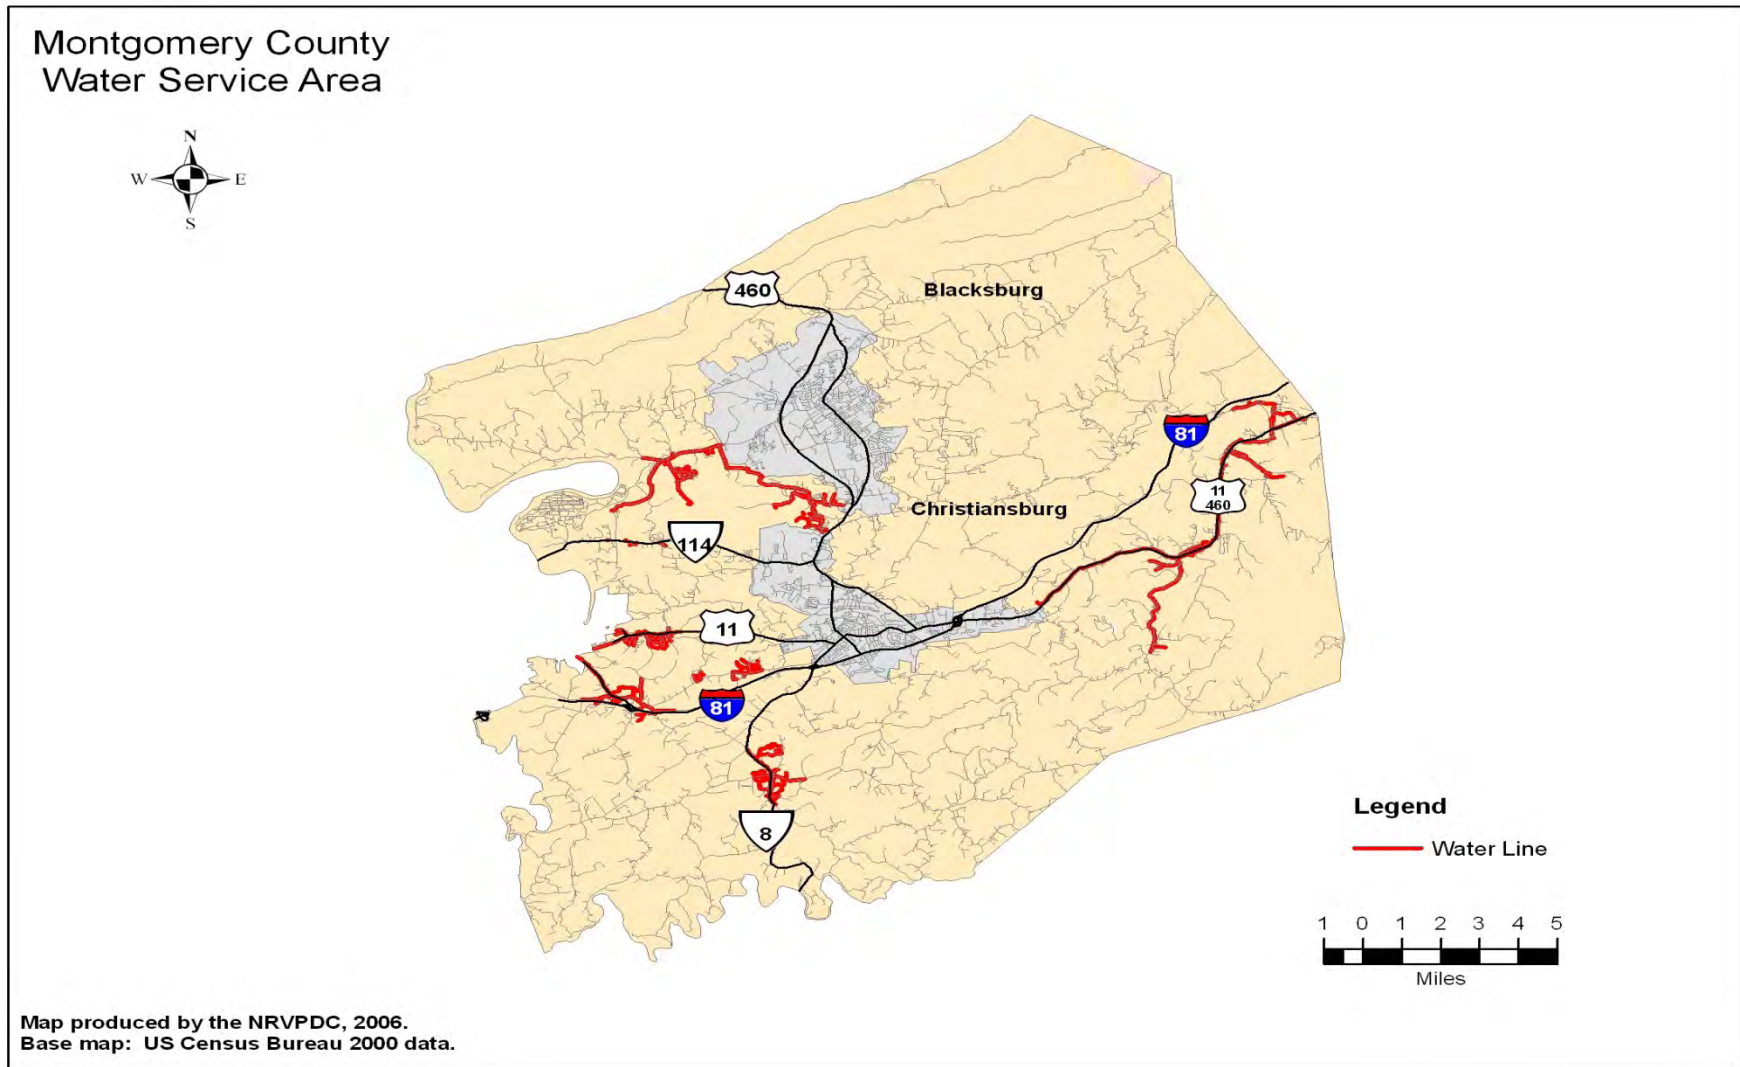 Montgomery County
Water Service Area
N
W
E
S
460
Blacksburg
81
11
460
Christiansburg
114
11
81
8
Legend
Water Line
1 0 1 2 3 4 5
Miles
Map produced by the NRVPDC, 2006.
Base map: US Census Bureau 2000 data.